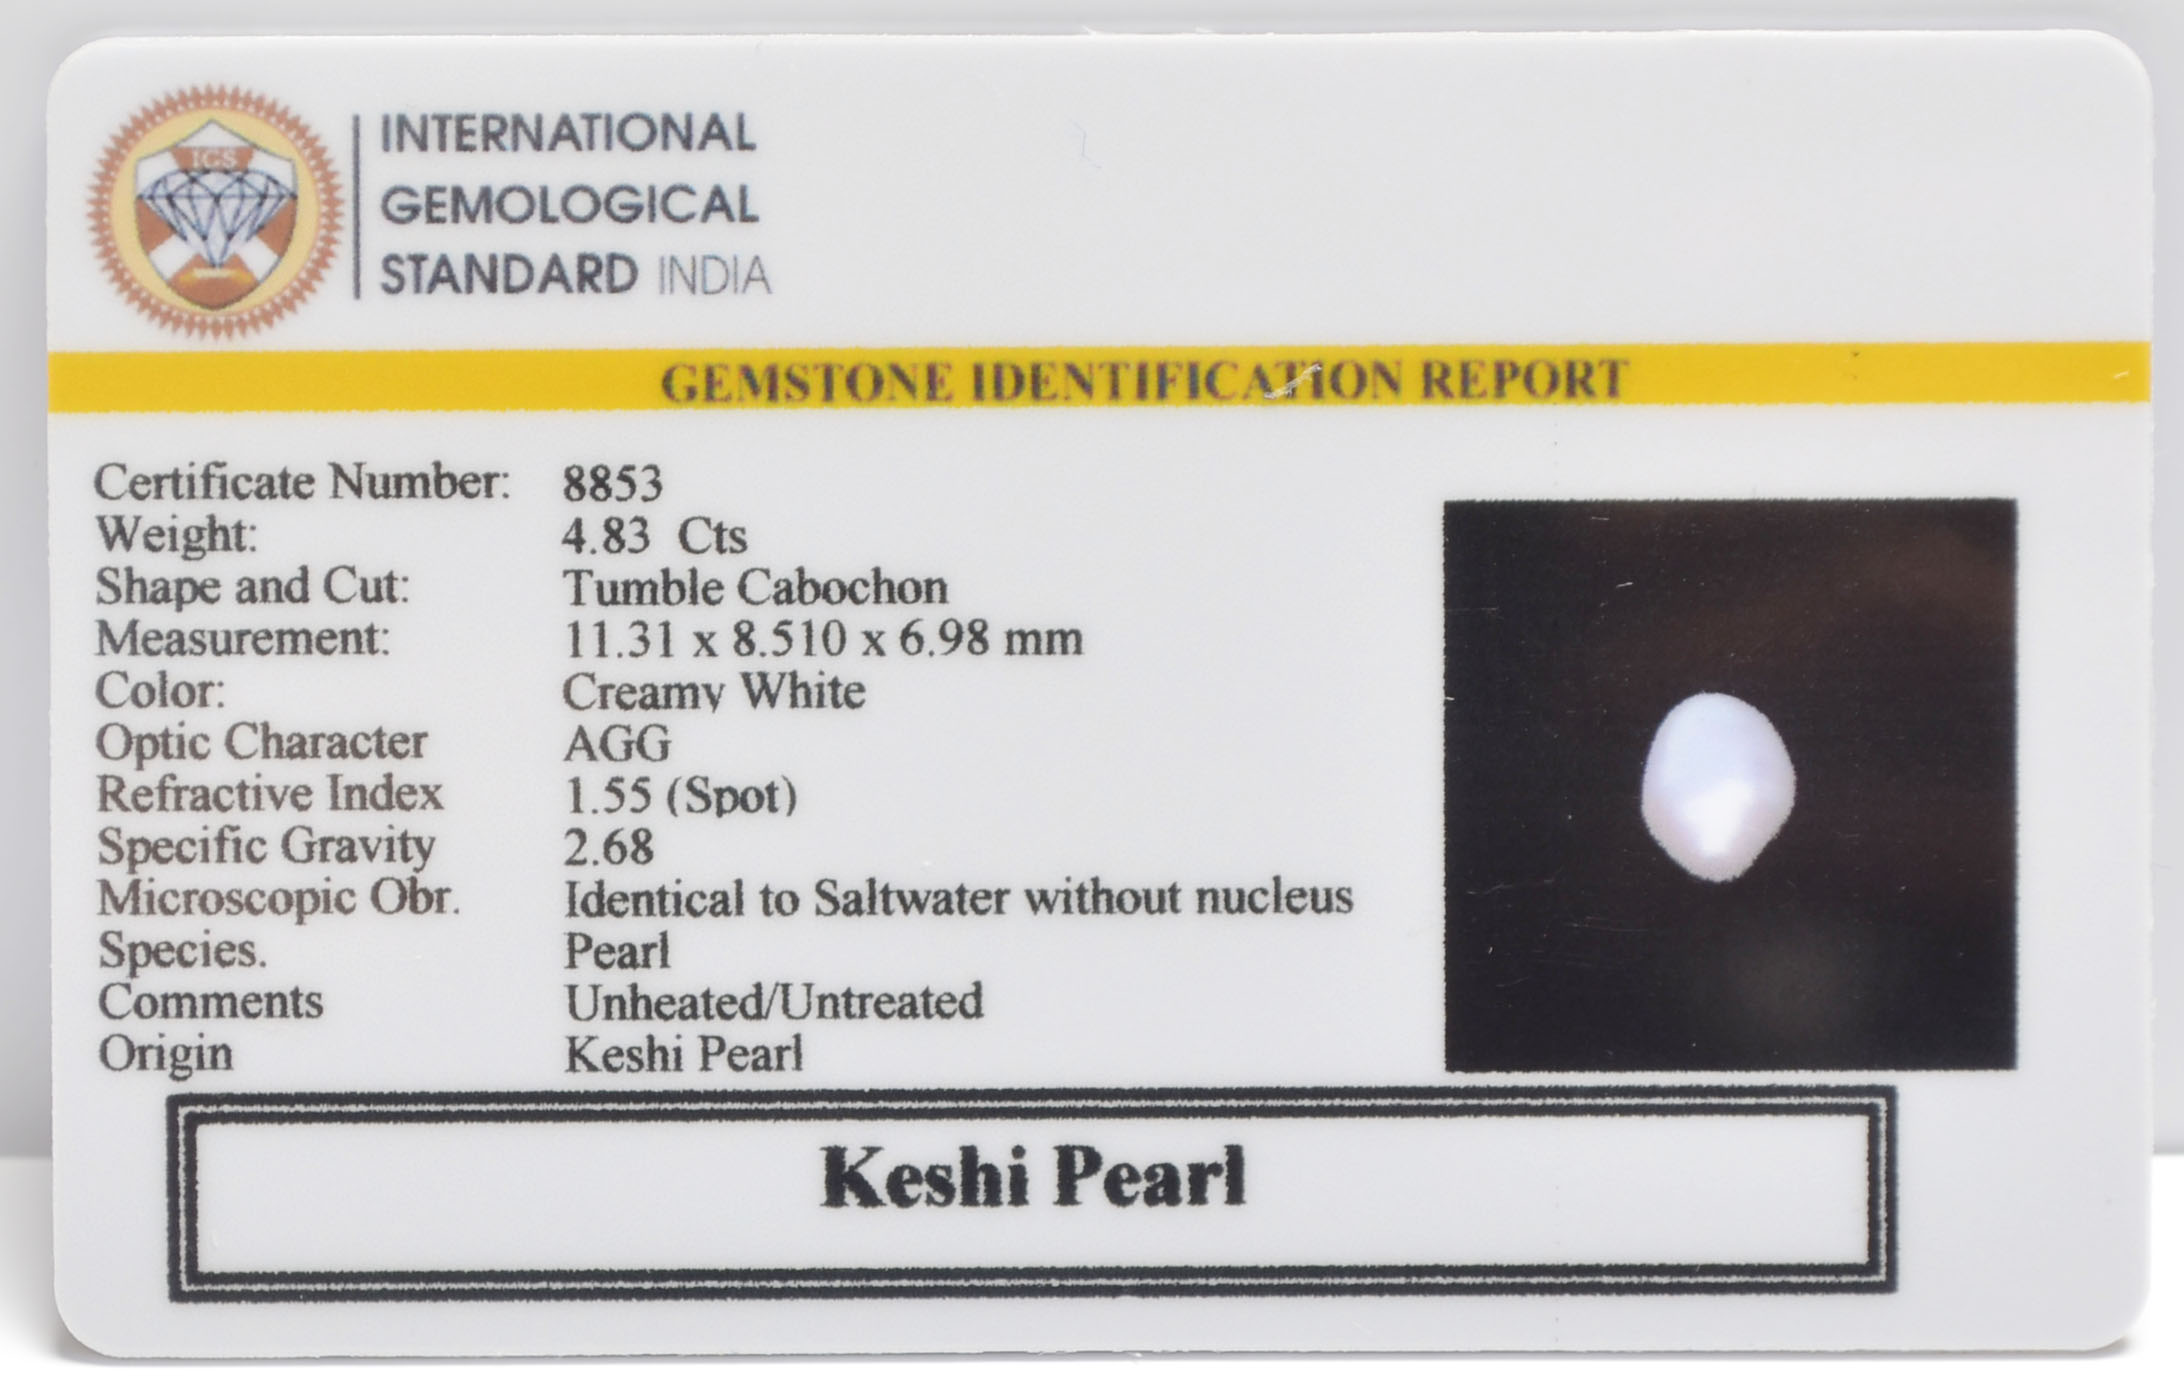 IGS
INTERNATIONAL
GEMOLOGICAL
STANDARD INDIA
GEMSTONE IDENTIFICATION REPORT
Certificate Number: 8853
Weight: 4.83 Cts
Shape and Cut: Tumble Cabochon
Measurement: 11.31 x 8.510 x 6.98 mm
Color: Creamy White
Optic Character AGG
Refractive Index 1.55 (Spot)
Specific Gravity 2.68
Microscopic Obr. Identical to Saltwater without nucleus
Species. Pearl
Comments Unheated/Untreated
Origin Keshi Pearl
Keshi Pearl